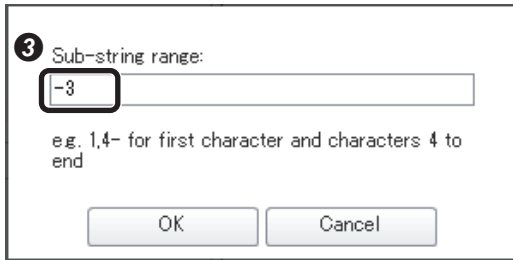 3 Sub-string range:
-3
e.g. 1,4- for first character and characters 4 to
end
OK Cancel